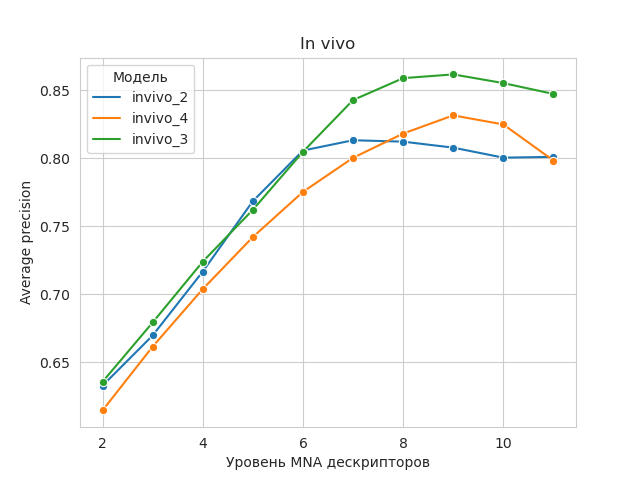 In vivo
Модель
invivo_2
invivo_4
invivo_3
0.85
0.80
0.75
0.70
0.65
Average precision
2 4 6 8 10
Уровень MNA дескрипторов